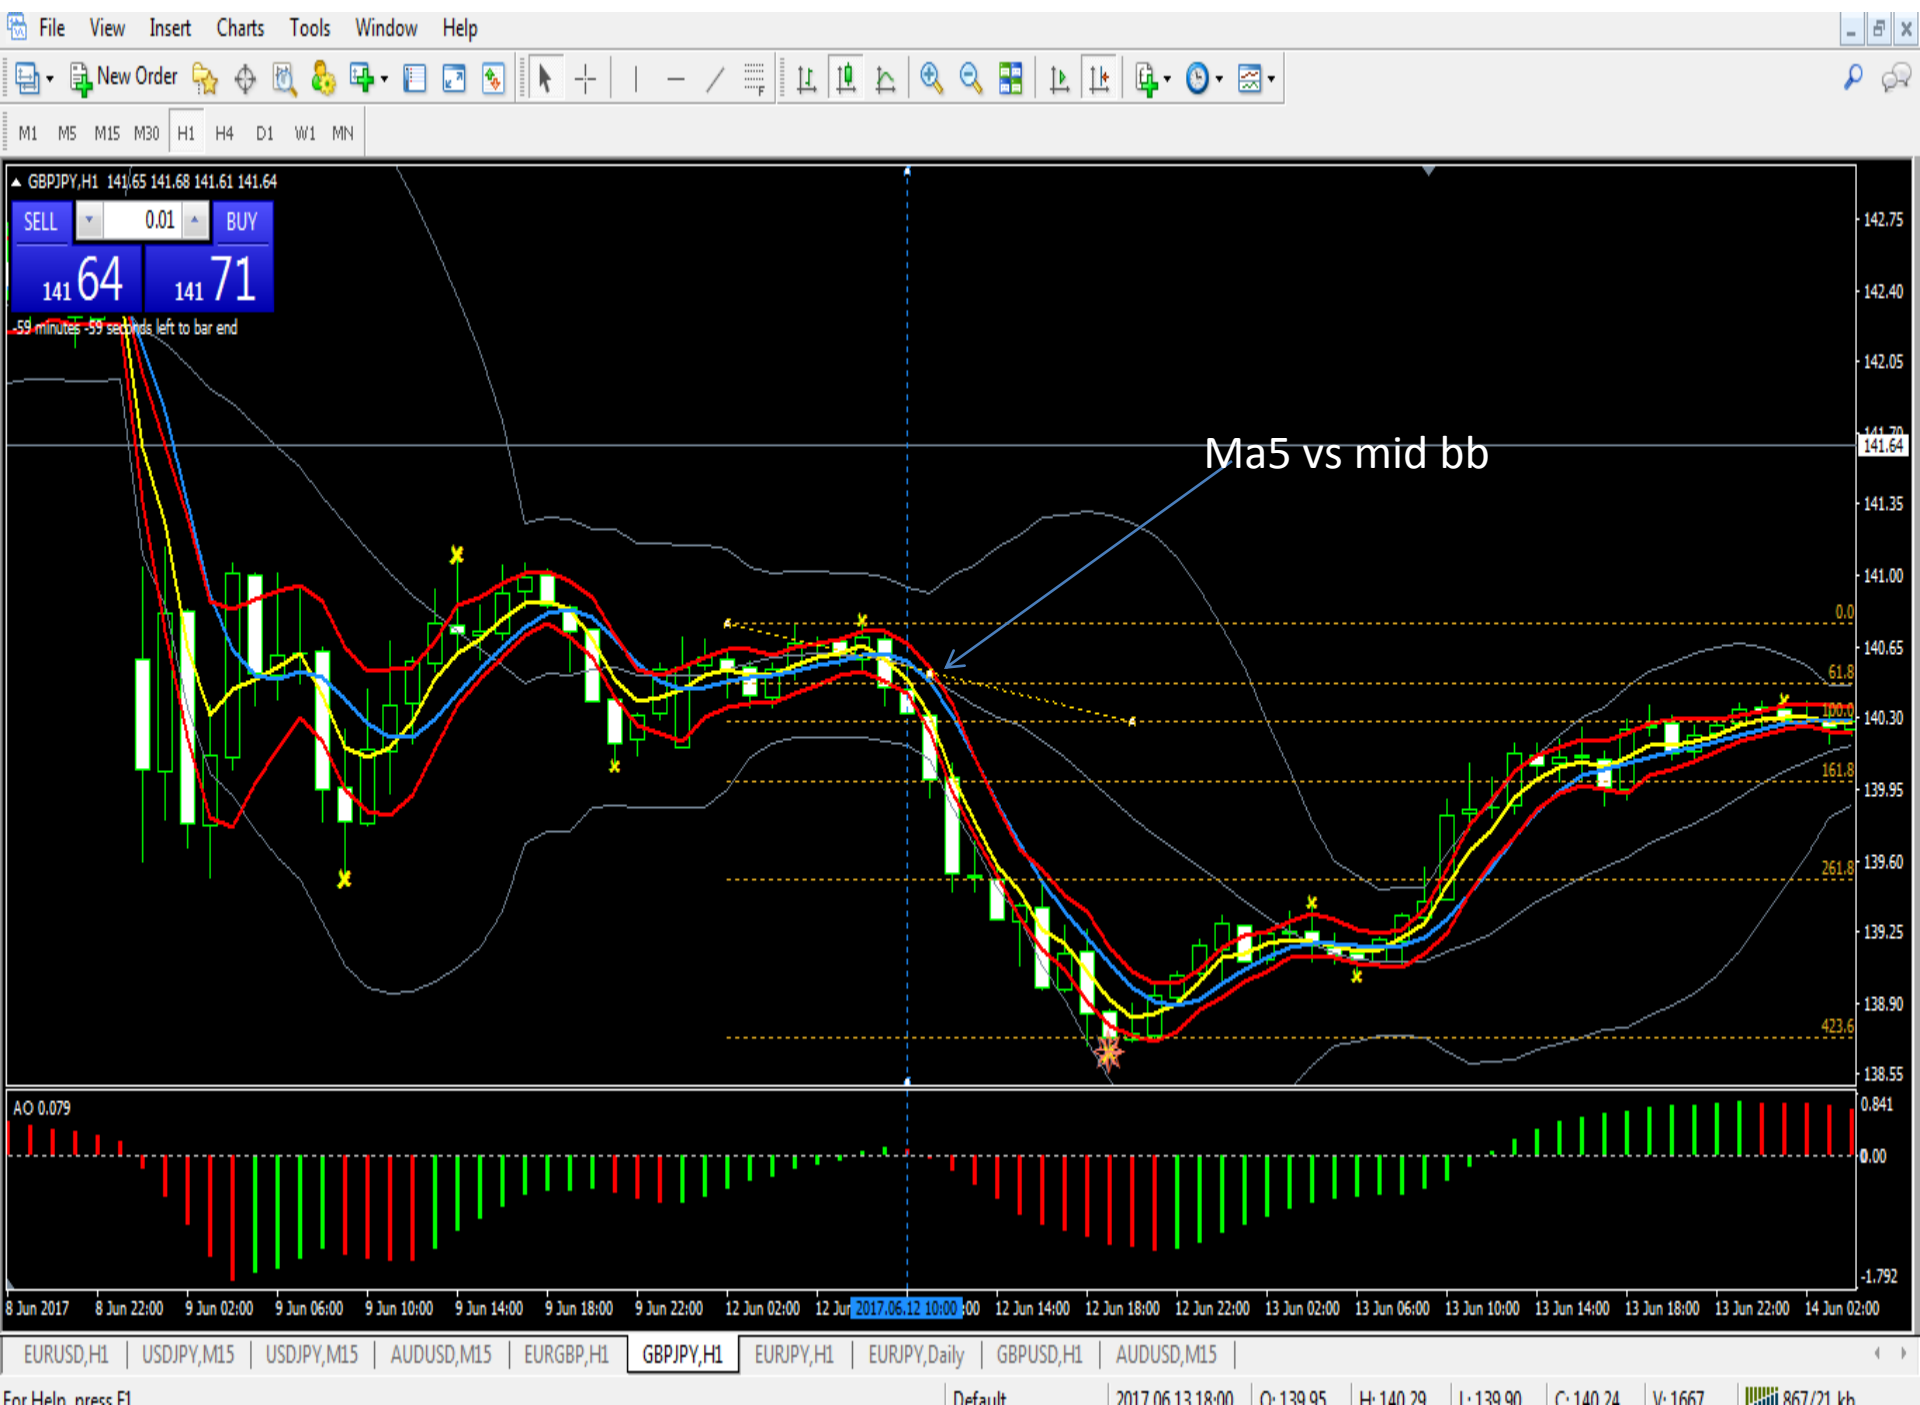 File View Insert Charts Tools Window Help
New Order
M1 M5 M15 M30 H1 H4 D1 W1 MN
GBPJPY,H1 141.65 141.68 141.61 141.64
SELL 0.01 BUY
141 64 141 71
-59 minutes -59 seconds left to bar end
Ma5 vs mid bb
142.75
142.40
142.05
141.70
141.64
141.35
141.00
0.0
140.65
61.8
100.0
140.30
161.8
139.95
139.60
261.8
139.25
138.90
423.6
138.55
AO 0.079
0.841
0.00
-1.792
8 Jun 2017 8 Jun 22:00 9 Jun 02:00 9 Jun 06:00 9 Jun 10:00 9 Jun 14:00 9 Jun 18:00 9 Jun 22:00 12 Jun 02:00 12 Jun 2017.06.12 10:00 :00 12 Jun 14:00 12 Jun 18:00 12 Jun 22:00 13 Jun 02:00 13 Jun 06:00 13 Jun 10:00 13 Jun 14:00 13 Jun 18:00 13 Jun 22:00 14 Jun 02:00
EURUSD,H1 USDJPY,M15 USDJPY,M15 AUDUSD,M15 EURGBP,H1 GBPJPY,H1 EURJPY,H1 EURJPY,Daily GBPUSD,H1 AUDUSD,M15
For Help, press F1 Default 2017.06.13 18:00 O: 139.95 H: 140.29 L: 139.90 C: 140.24 V: 1667 867/21 kb